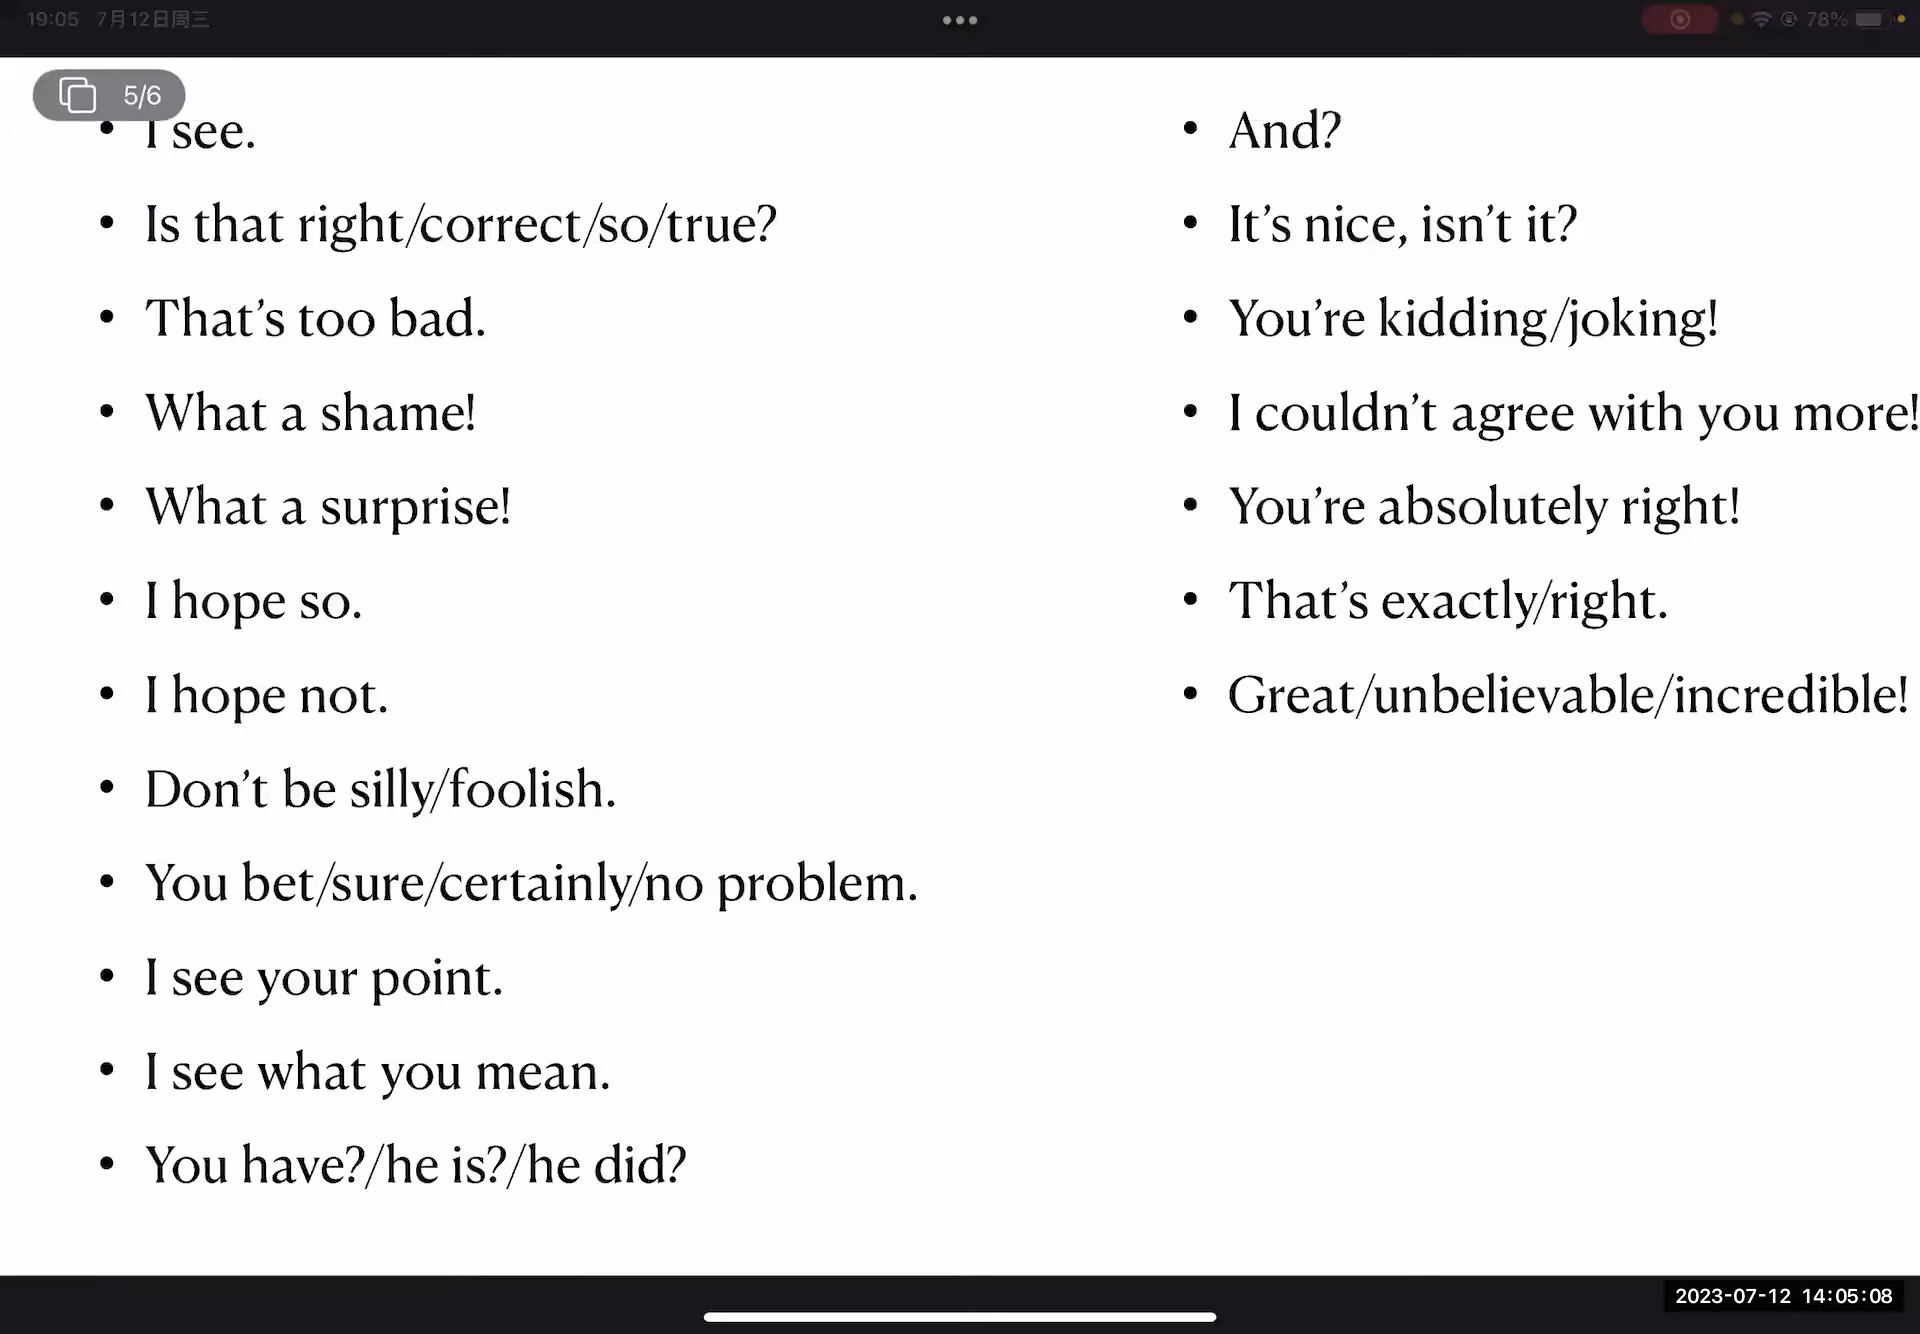 19:05 7月12日周三
78%
5/6
• I see.
• Is that right/correct/so/true?
• That’s too bad.
• What a shame!
• What a surprise!
• I hope so.
• I hope not.
• Don’t be silly/foolish.
• You bet/sure/certainly/no problem.
• I see your point.
• I see what you mean.
• You have?/he is?/he did?
• And?
• It’s nice, isn’t it?
• You’re kidding/joking!
• I couldn’t agree with you more!
• You’re absolutely right!
• That’s exactly/right.
• Great/unbelievable/incredible!
2023-07-12 14:05:08